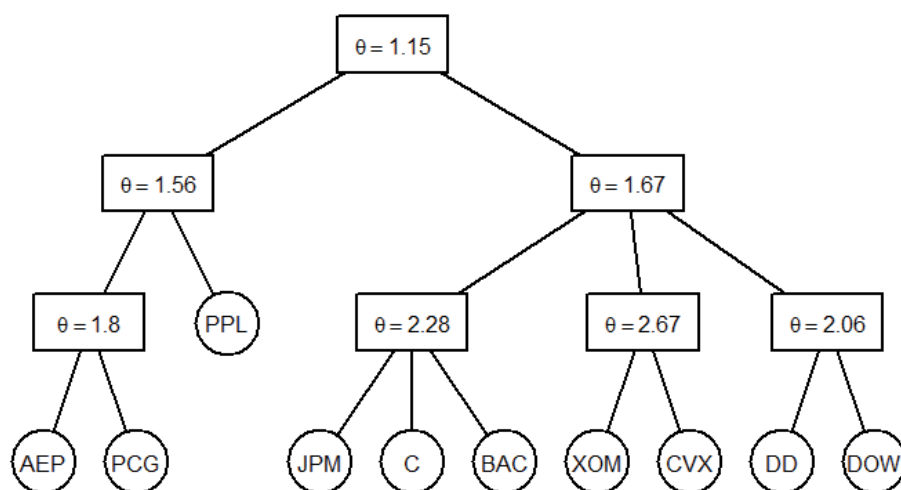 θ = 1.15
θ = 1.56
θ = 1.67
θ = 1.8
PPL
θ = 2.28
θ = 2.67
θ = 2.06
AEP
PCG
JPM
C
BAC
XOM
CVX
DD
DOW